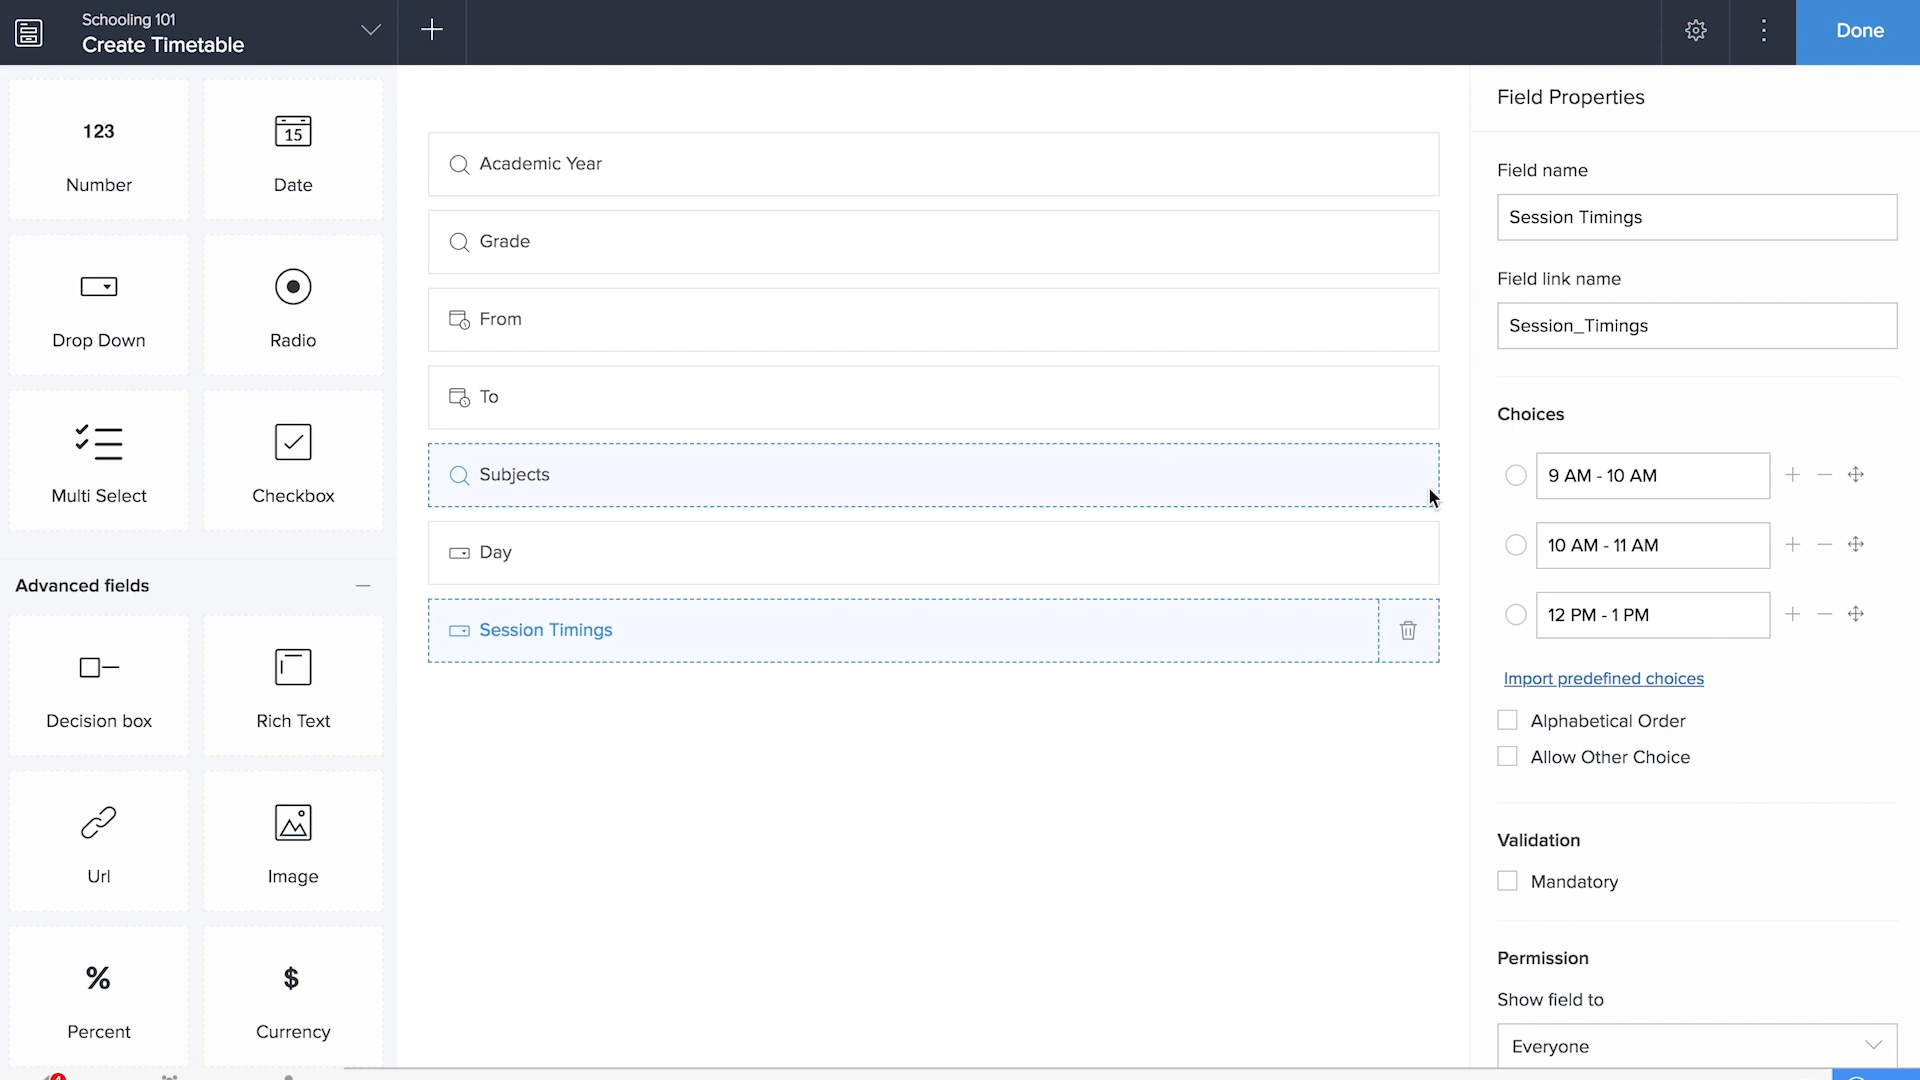 Schooling 101
Create Timetable
Done
123
Number
15
Date
Drop Down
Radio
Multi Select
Checkbox
Advanced fields
Decision box
Rich Text
Url
Image
%
Percent
$
Currency
4
Academic Year
Grade
From
To
Subjects
Day
Session Timings
Field Properties
Field name
Session Timings
Field link name
Session_Timings
Choices
9 AM - 10 AM
10 AM - 11 AM
12 PM - 1 PM
Import predefined choices
Alphabetical Order
Allow Other Choice
Validation
Mandatory
Permission
Show field to
Everyone